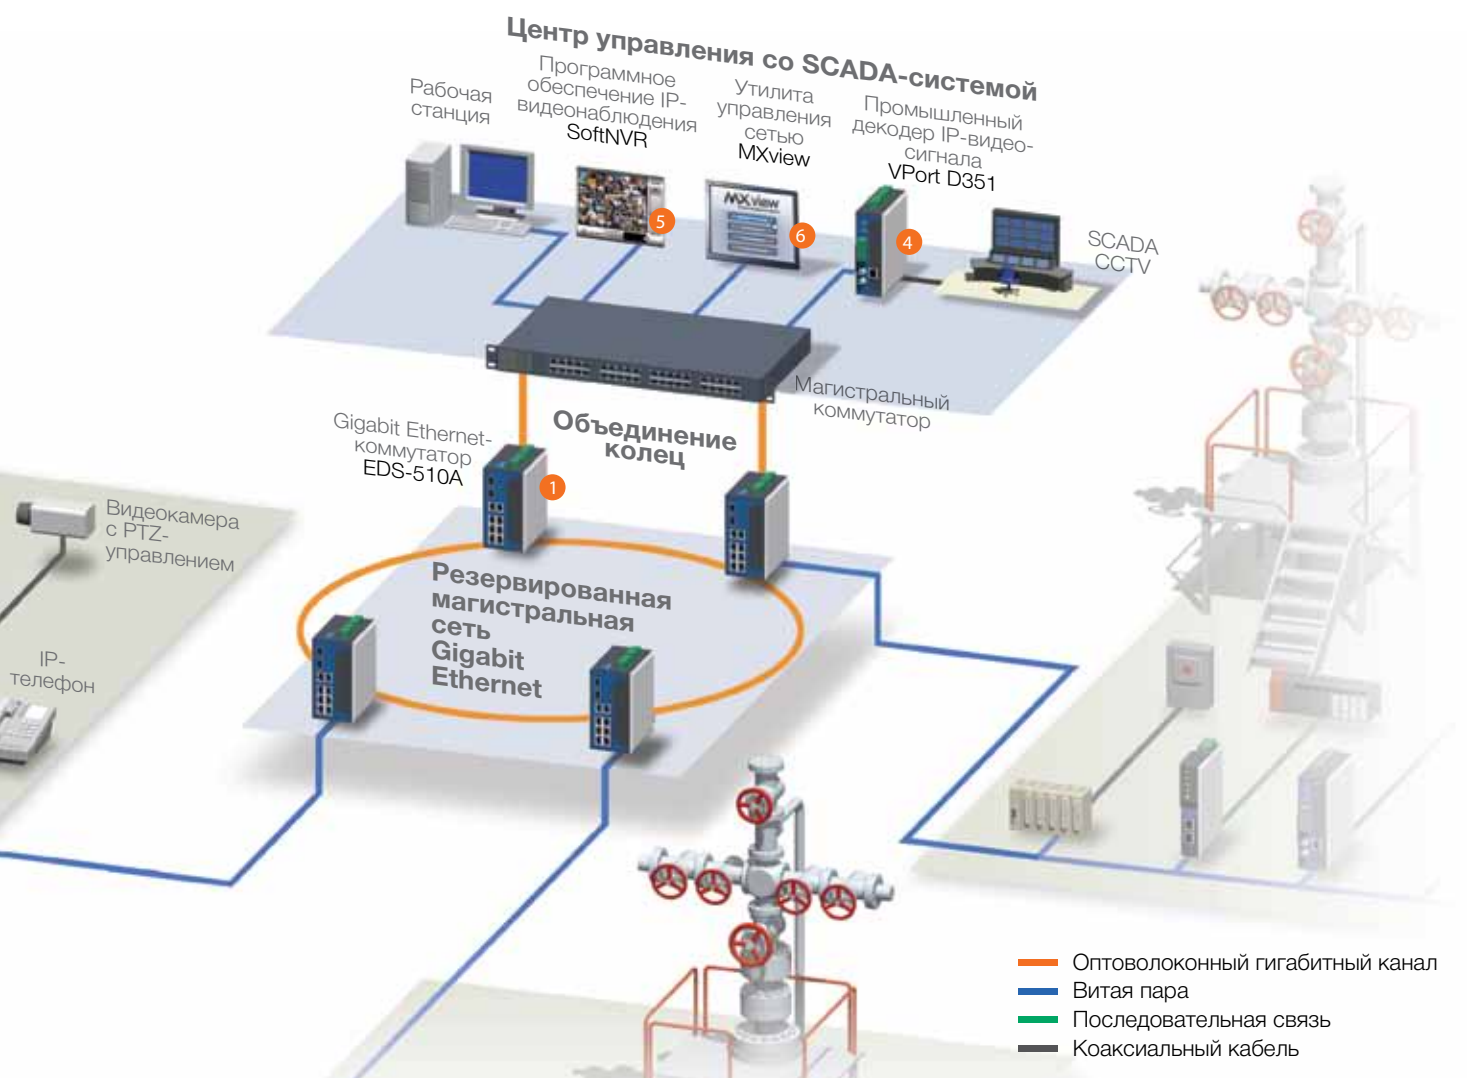 Центр управления со SCADA-системой
Рабочая
станция
Программное
обеспечение IP-
видеонаблюдения
SoftNVR
Утилита
управления
сетью
MXview
Промышленный
декодер IP-видео-
сигнала
VPort D351
MXview
5
6
4
SCADA
CCTV
Магистральный
коммутатор
Gigabit Ethernet-
коммутатор
EDS-510A
1
Объединение
колец
Видеокамера
с PTZ-
управлением
Резервированная
магистральная
сеть
Gigabit
Ethernet
IP-
телефон
Оптоволоконный гигабитный канал
Витая пара
Последовательная связь
Коаксиальный кабель